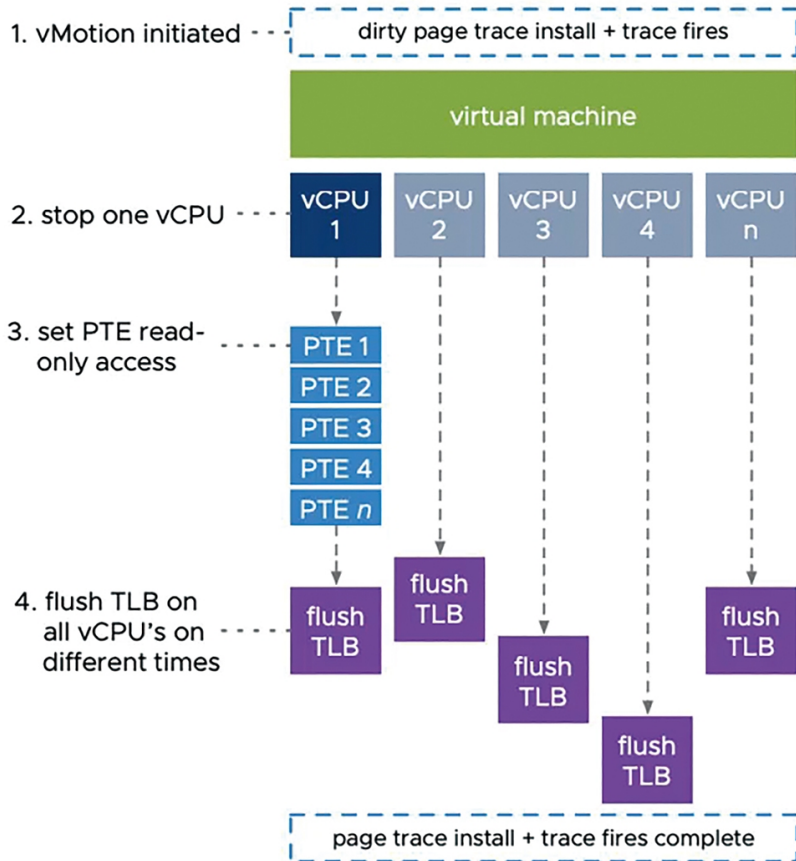 1. vMotion initiated
dirty page trace install + trace fires
virtual machine
2. stop one vCPU
vCPU
1
vCPU
2
vCPU
3
vCPU
4
vCPU
n
3. set PTE read-
only access
PTE 1
PTE 2
PTE 3
PTE 4
PTE n
4. flush TLB on
all vCPU's on
different times
flush
TLB
flush
TLB
flush
TLB
flush
TLB
flush
TLB
page trace install + trace fires complete